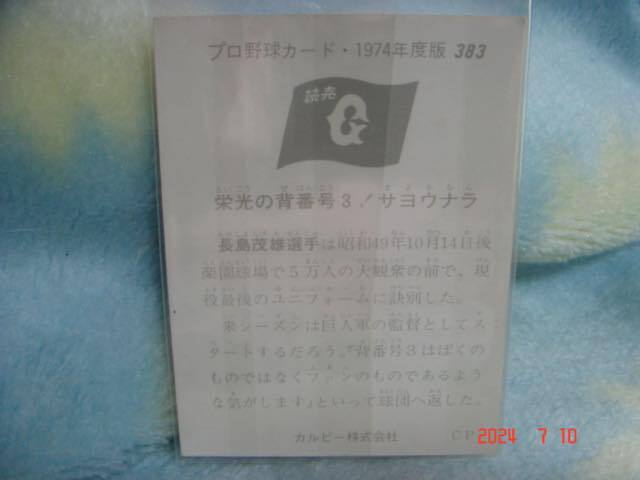 プロ野球カード・1974年度版 383
読売
G
栄光の背番号3！サヨウナラ
長島茂雄選手は昭和49年10月14日後
楽園球場で5万人の大観衆の前で、現
役最後のユニフォームに訣別した。
来シーズンは巨人軍の監督としてス
タートするだろう。「背番号3はぼくの
ものではなくファンのものであるよう
な気がします」といって球団へ返した。
カルビー株式会社
CP
2024 7 10